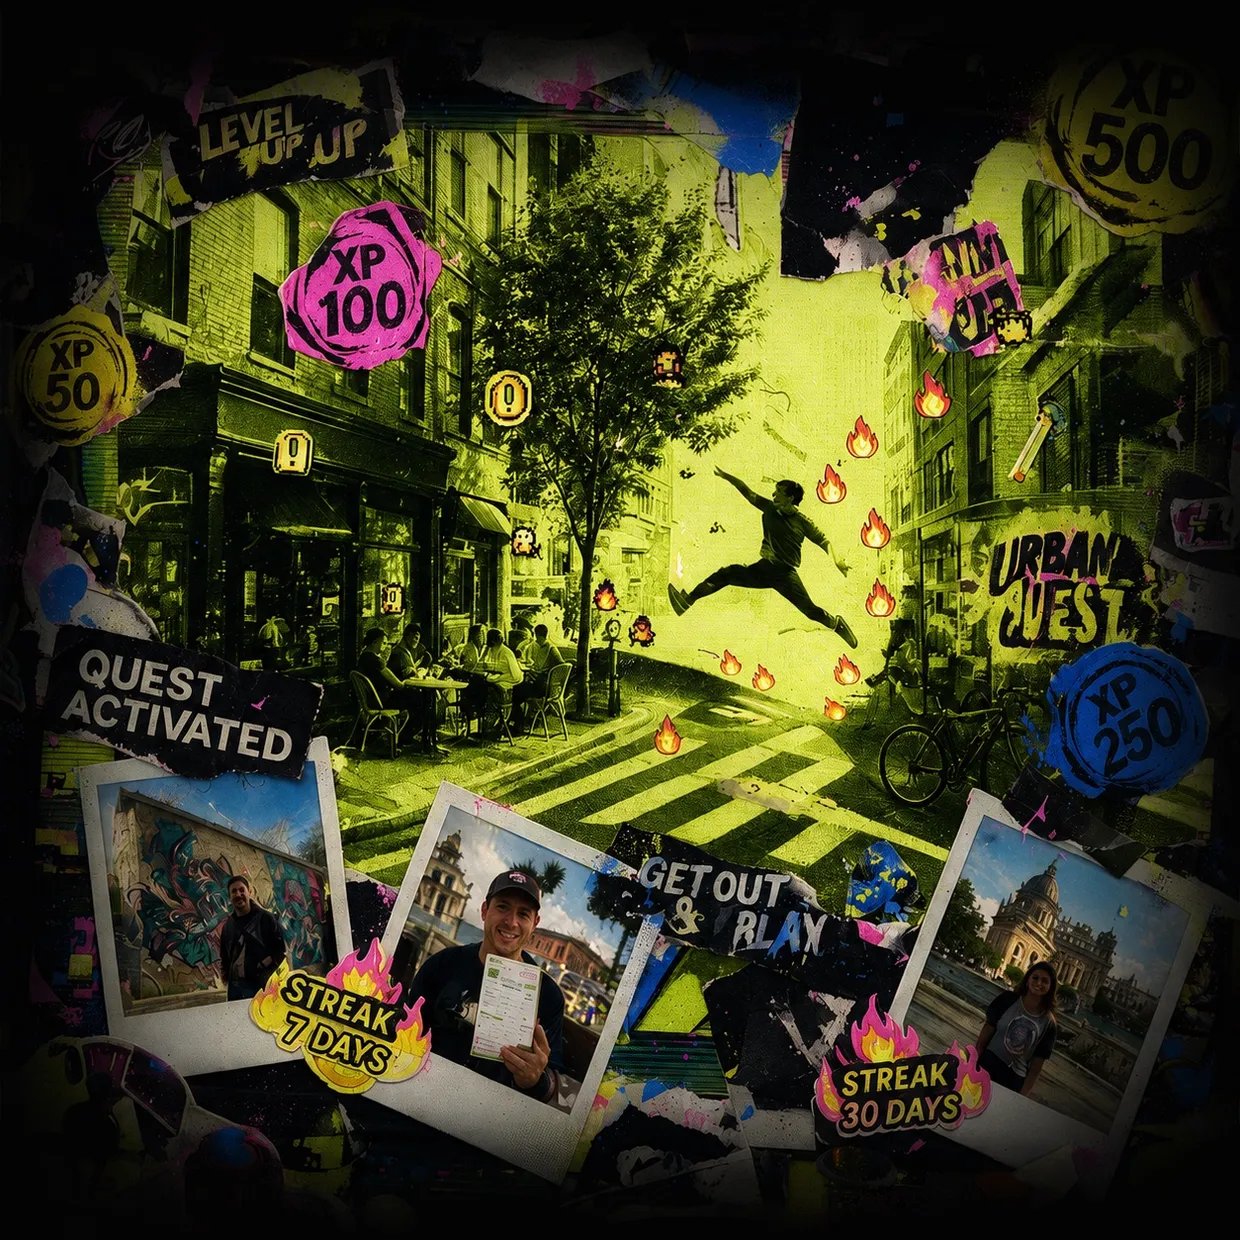 LEVEL
UP UP
XP
500
XP
100
XP
50
URBAN
QUEST
QUEST
ACTIVATED
XP
250
GET OUT
& PLAY
STREAK
7 DAYS
STREAK
30 DAYS